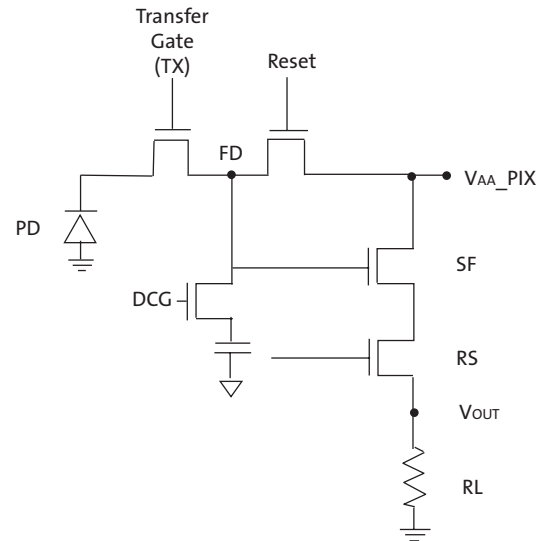 Transfer
Gate
(TX)
Reset
FD
VAA_PIX
PD
SF
DCG
RS
VOUT
RL